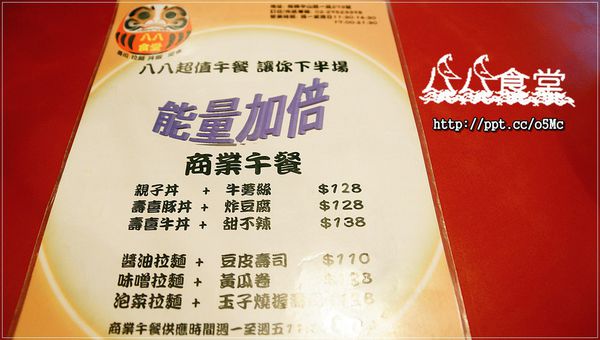 八八
食堂
八八食堂
http://ppt.cc/o5Mc
八八超值午餐 讓你下半場
能量加倍
商業午餐
親子丼 + 牛蒡絲 $128
壽喜豚丼 + 炸豆腐 $128
壽喜牛丼 + 甜不辣 $138
醬油拉麵 + 豆皮壽司 $110
味噌拉麵 + 黃瓜卷
泡菜拉麵 + 玉子燒握壽
商業午餐供應時間週一至週五11